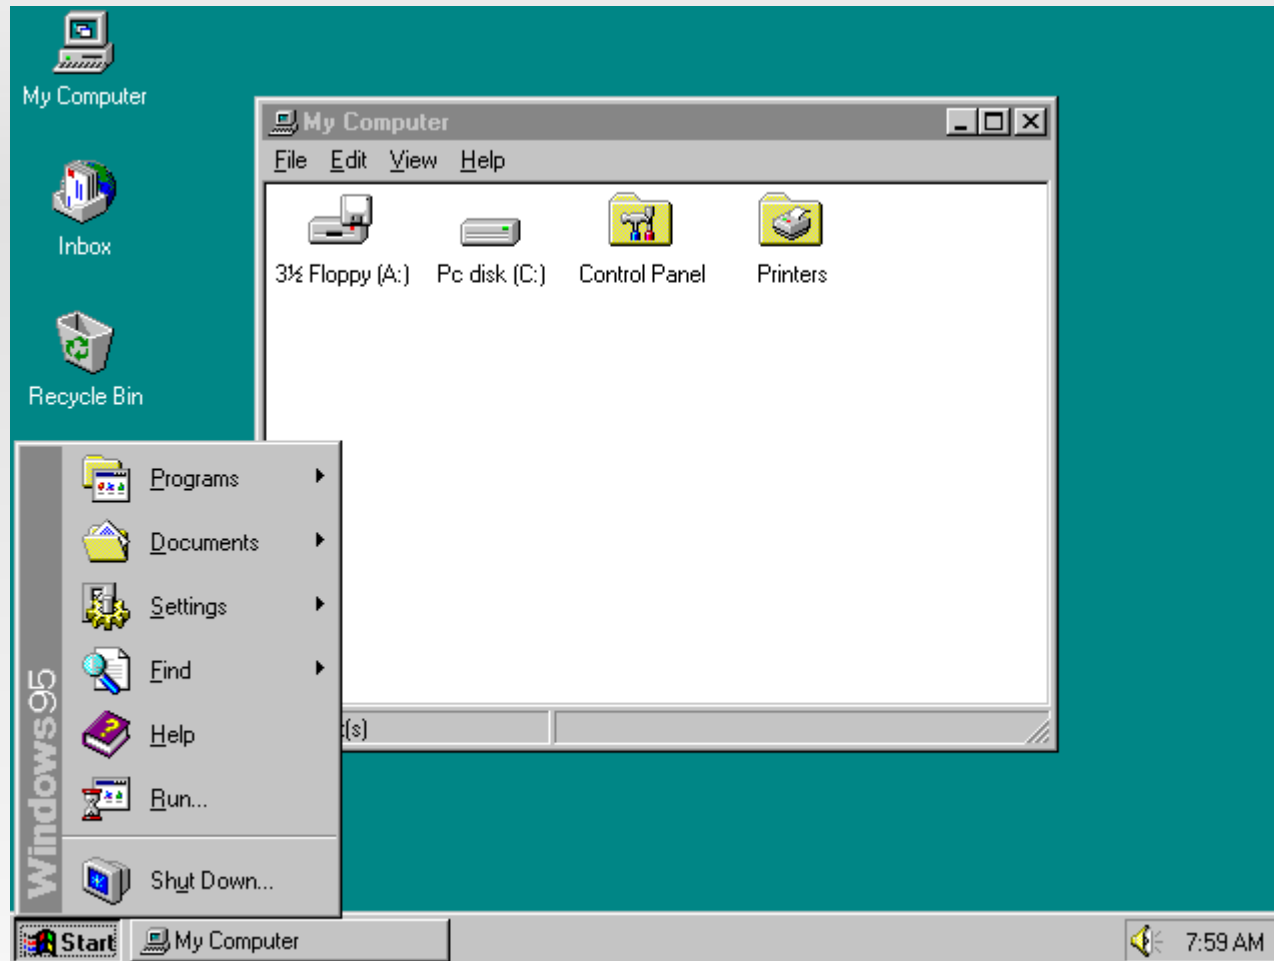 My Computer
Inbox
Recycle Bin
My Computer
File Edit View Help
3½ Floppy (A:) Pc disk (C:) Control Panel Printers
(s)
Programs
Documents
Settings
Find
Help
Run...
Shut Down...
Windows95
Start My Computer 7:59 AM